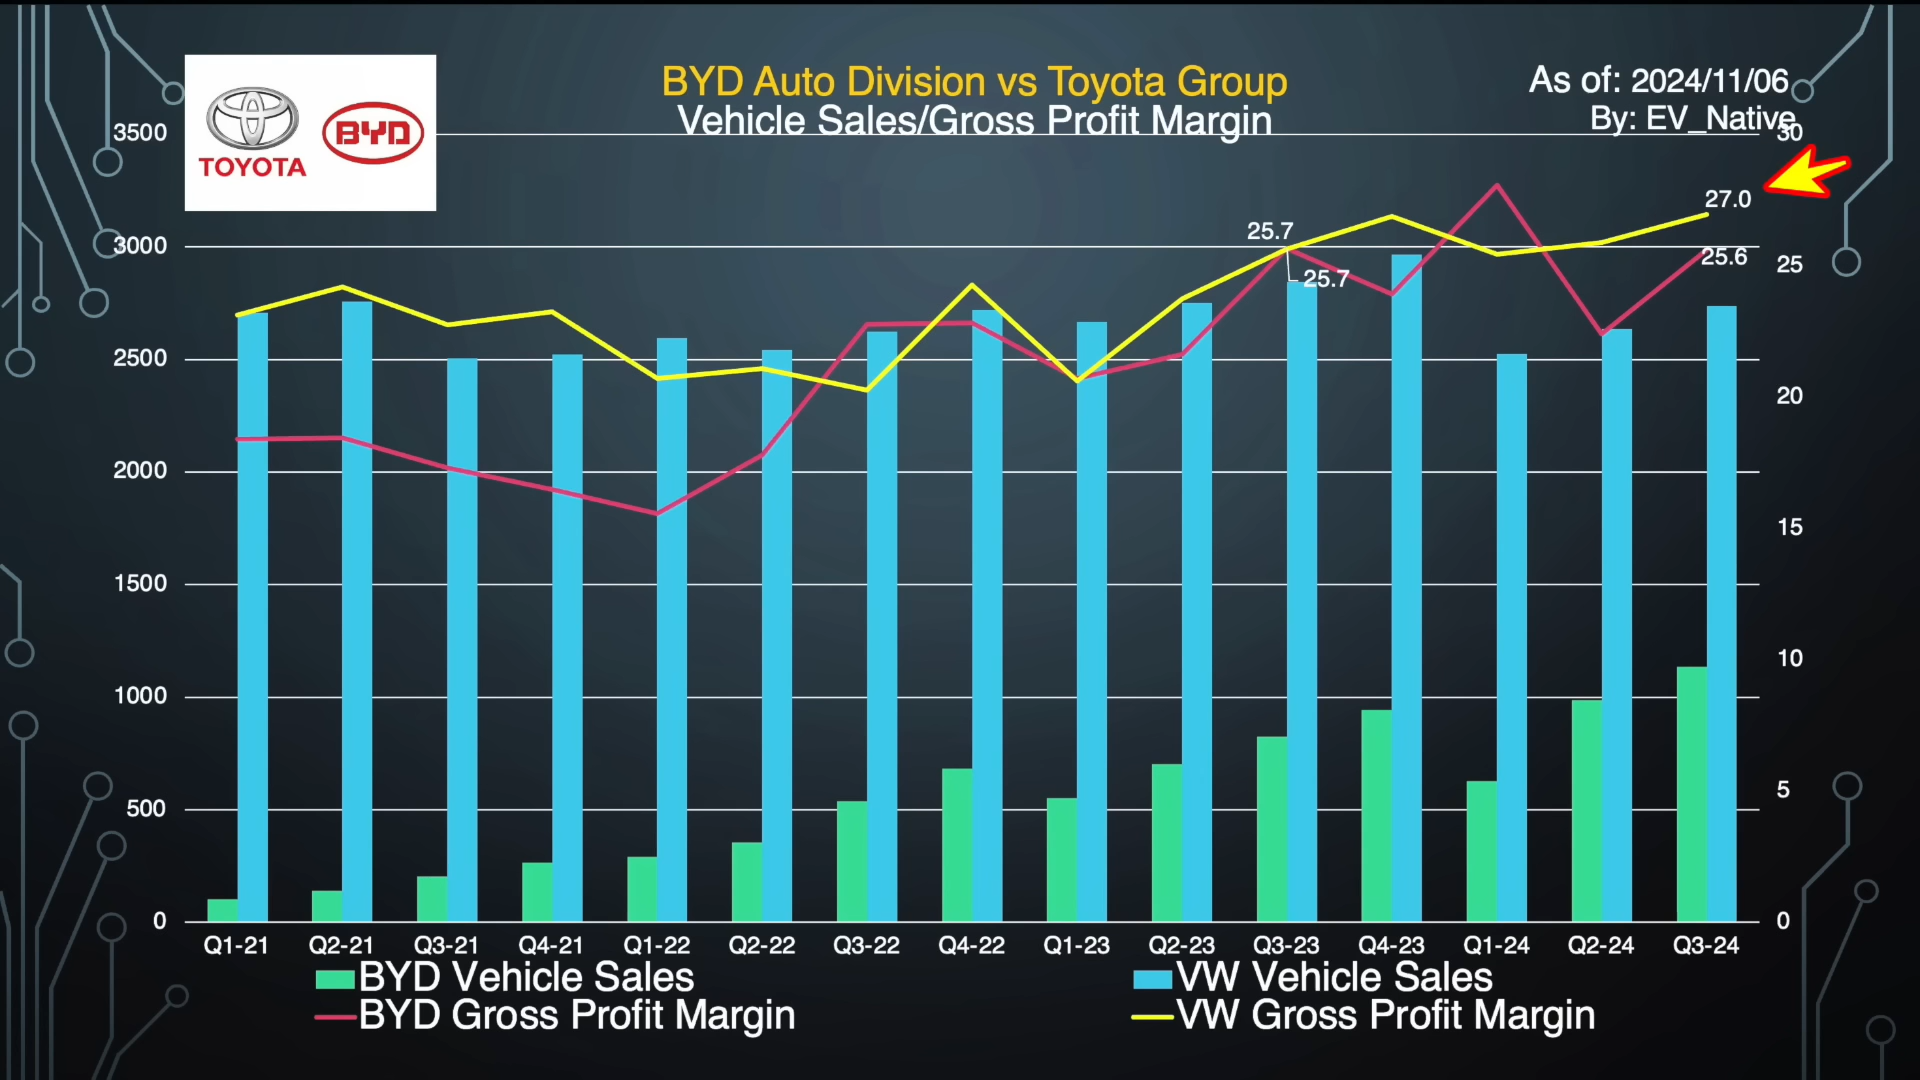 BYD Auto Division vs Toyota Group
Vehicle Sales/Gross Profit Margin
As of: 2024/11/06
By: EV_Native
TOYOTA
BYD
3500
3000
2500
2000
1500
1000
500
0
30
25
20
15
10
5
0
25.7
25.7
27.0
25.6
Q1-21 Q2-21 Q3-21 Q4-21 Q1-22 Q2-22 Q3-22 Q4-22 Q1-23 Q2-23 Q3-23 Q4-23 Q1-24 Q2-24 Q3-24
BYD Vehicle Sales
VW Vehicle Sales
BYD Gross Profit Margin
VW Gross Profit Margin